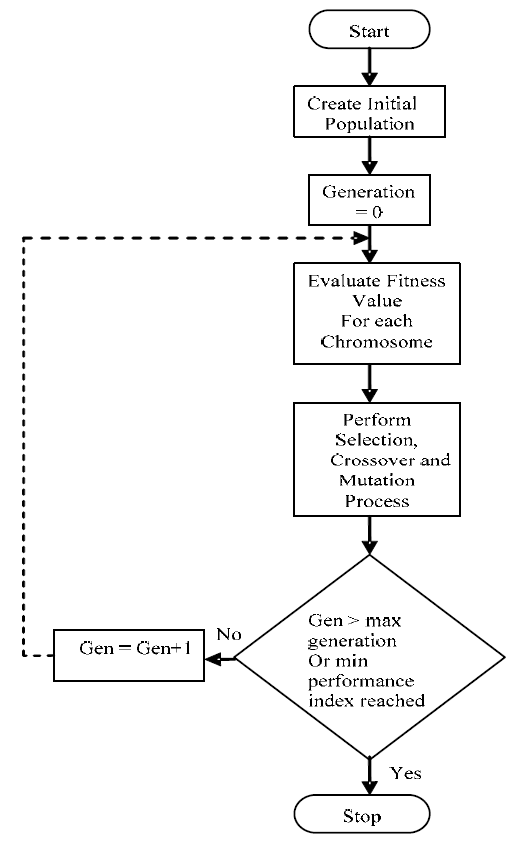 Start
Create Initial
Population
Generation
= 0
Evaluate Fitness
Value
For each
Chromosome
Perform
Selection,
Crossover and
Mutation
Process
Gen > max
generation
Or min
performance
index reached
No
Gen = Gen+1
Yes
Stop